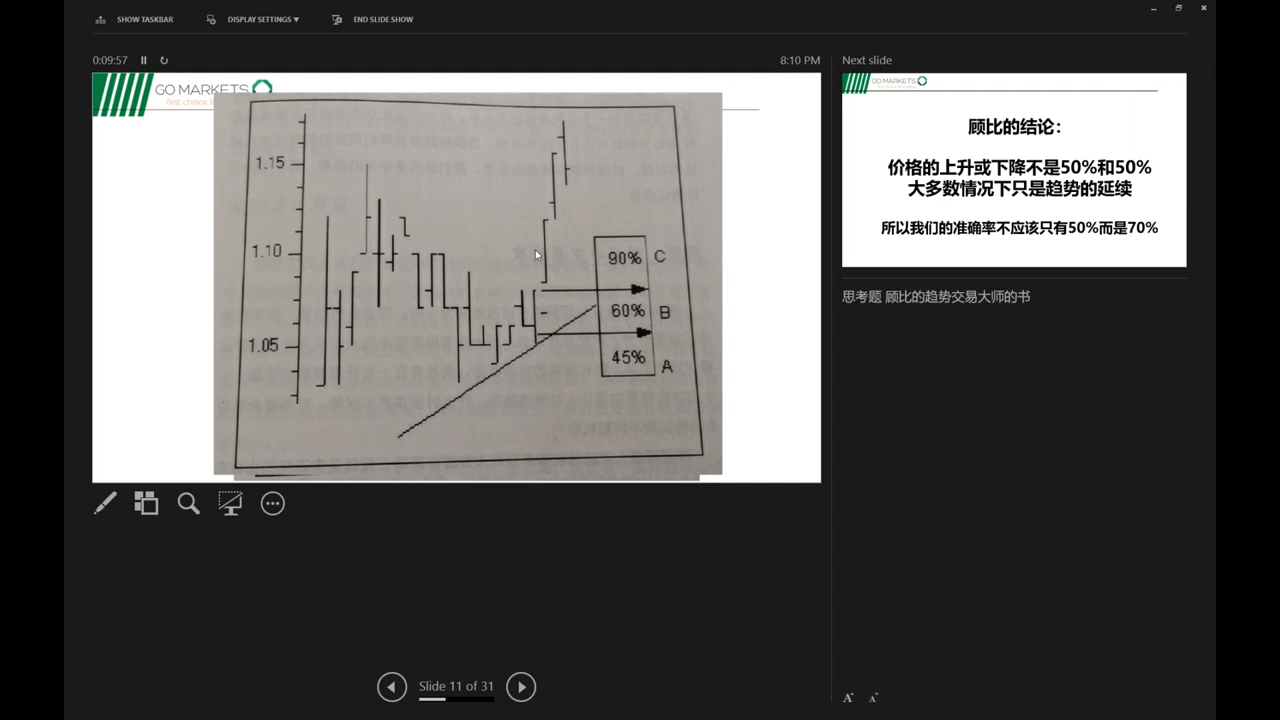 SHOW TASKBAR
DISPLAY SETTINGS ▼
END SLIDE SHOW
0:09:57
8:10 PM
GO MARKETS
first choice
1.15
1.10
1.05
90% C
60% B
45% A
Next slide
GO MARKETS
顾比的结论：
价格的上升或下降不是50%和50%
大多数情况下只是趋势的延续
所以我们的准确率不应该只有50%而是70%
思考题 顾比的趋势交易大师的书
Slide 11 of 31
A
A